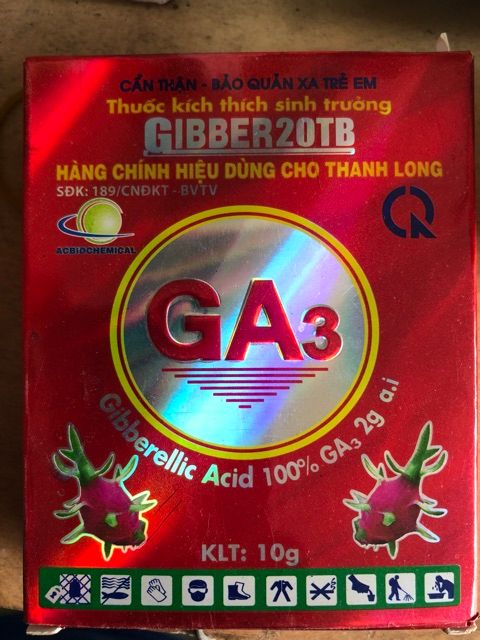 CẨN THẬN - BẢO QUẢN XA TRẺ EM
Thuốc kích thích sinh trưởng
GIBBER20TB
HÀNG CHÍNH HIỆU DÙNG CHO THANH LONG
SĐK: 189/CNĐKT - BVTV
ACBIOCHEMICAL
GA3
Gibberellic Acid 100% GA3 2g a.i
KLT: 10g